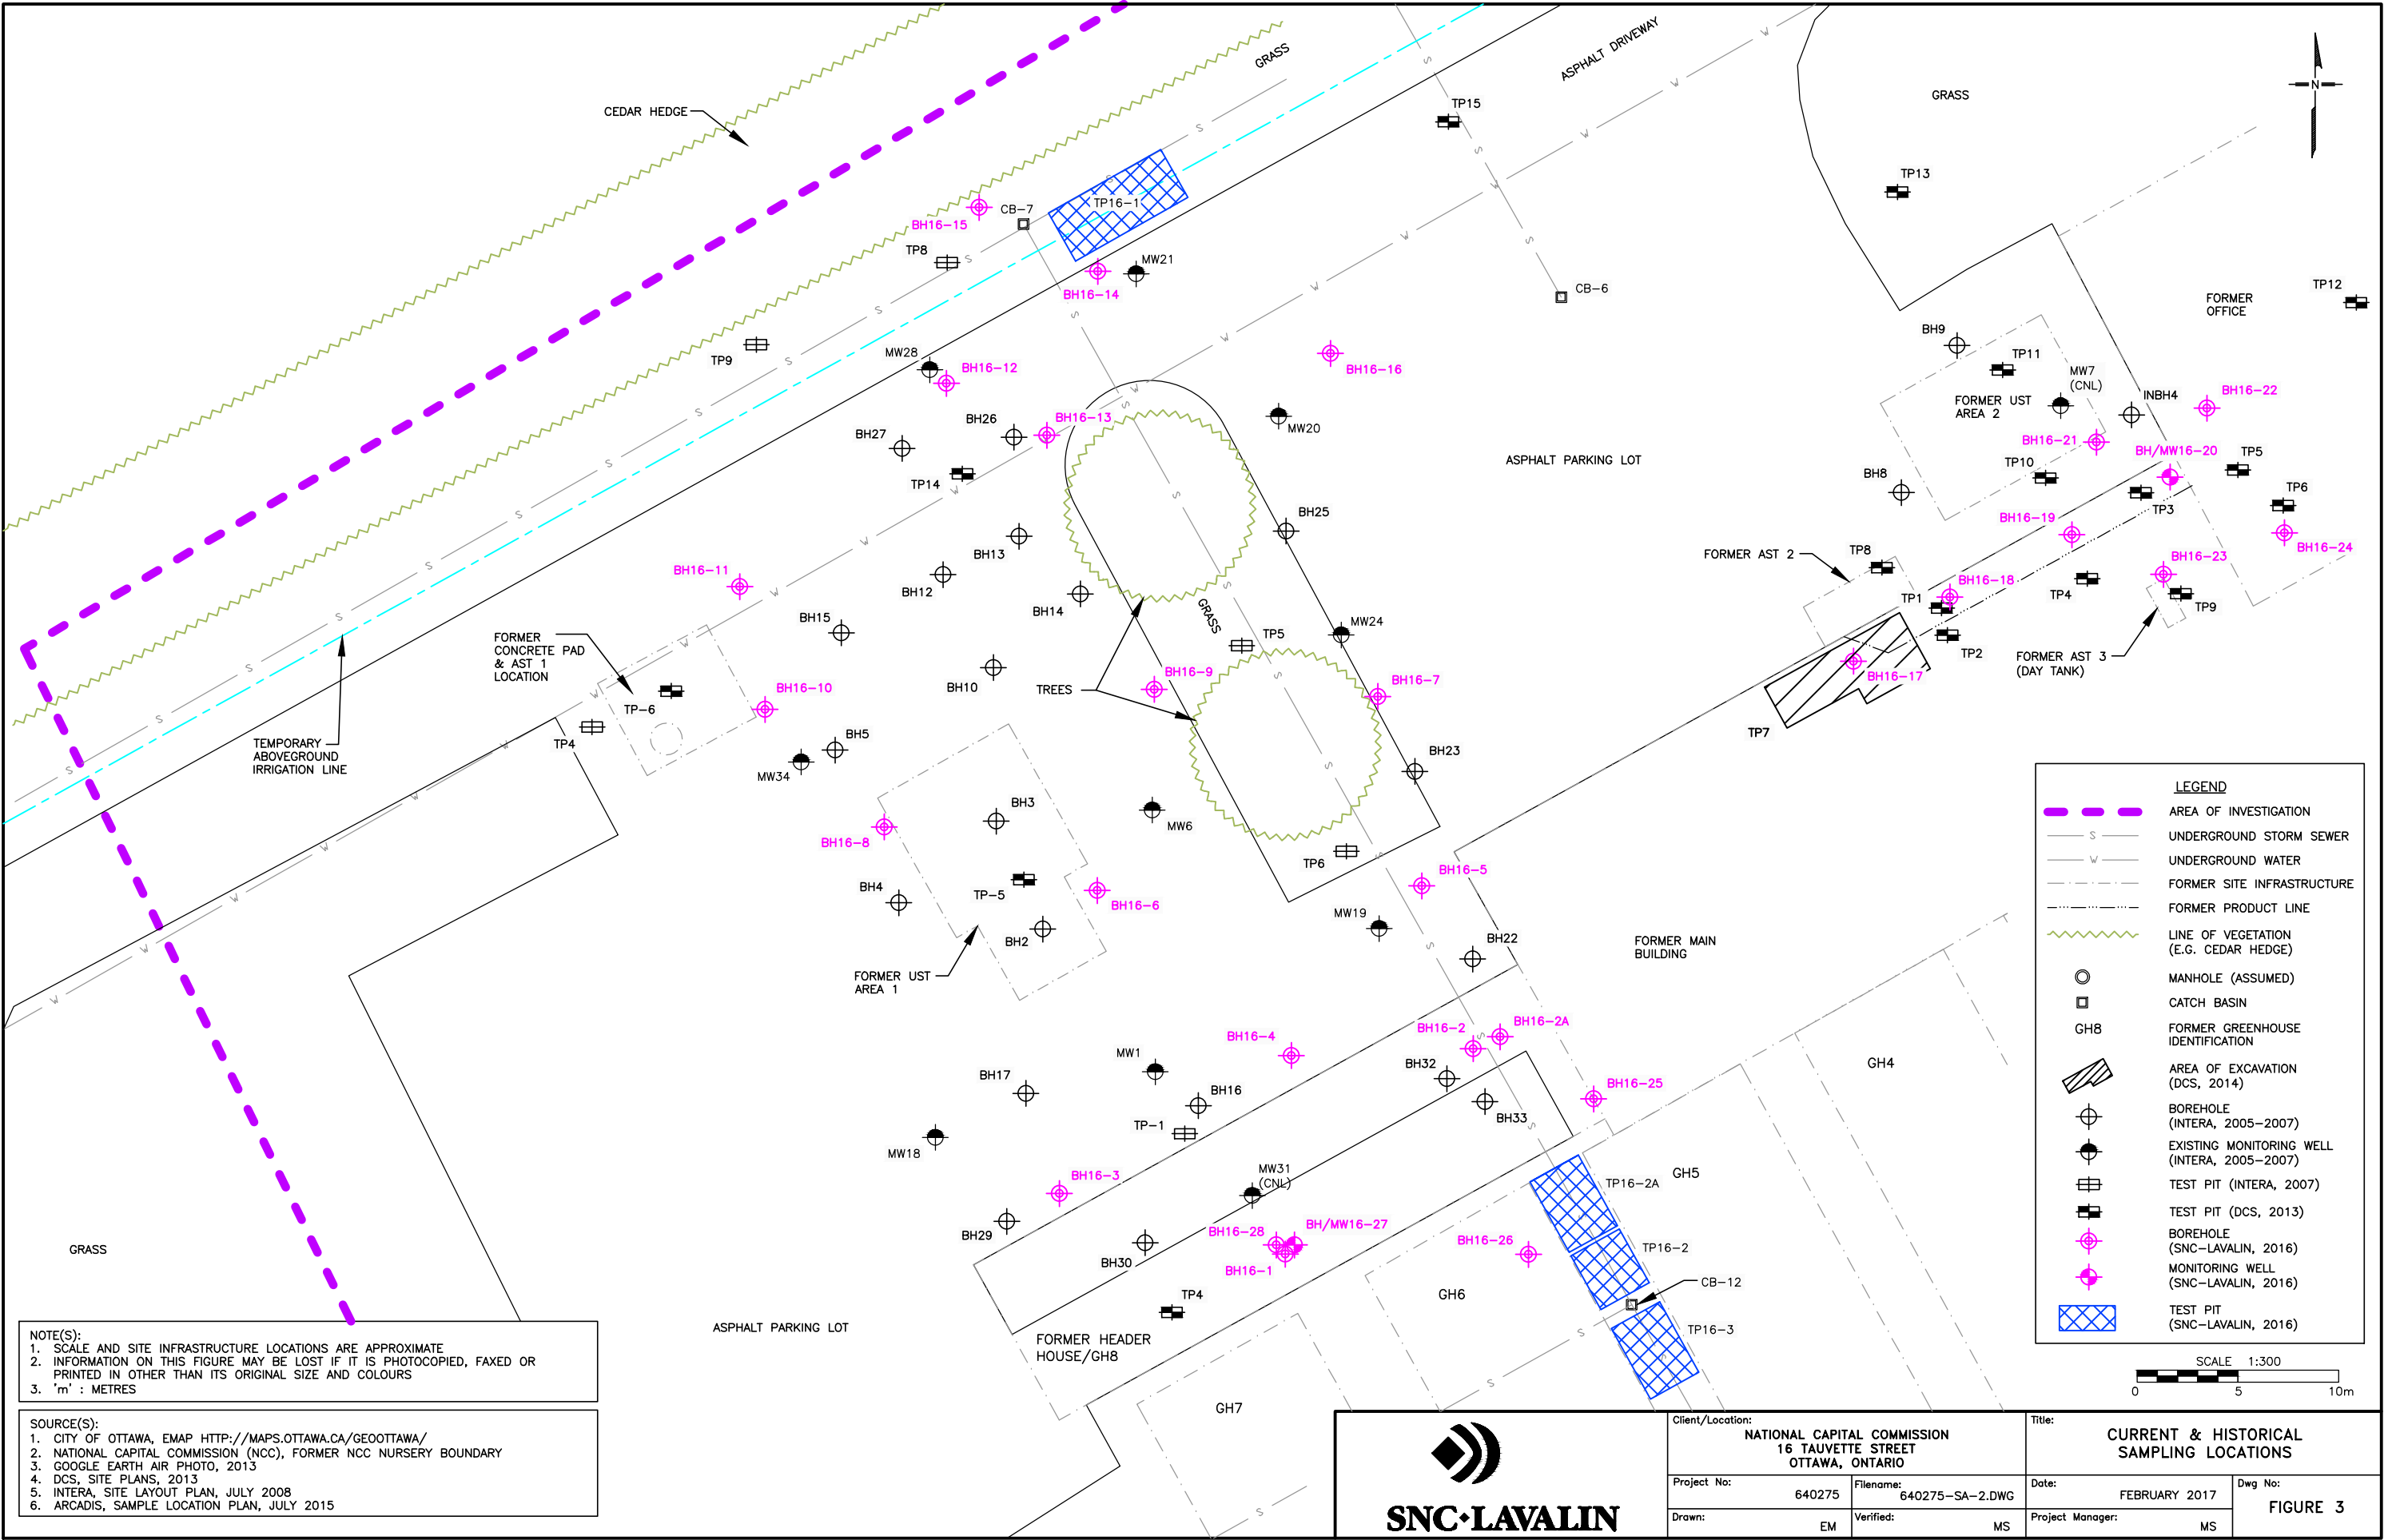 CEDAR HEDGE
GRASS
ASPHALT DRIVEWAY
GRASS
N
TP15
TP13
TP16-1
CB-7
BH16-15
TP8
MW21
BH16-14
CB-6
FORMER
OFFICE
TP12
TP9
MW28
BH16-12
BH16-16
BH9
TP11
MW7
(CNL)
FORMER UST
AREA 2
INBH4
BH16-22
BH26
BH16-13
BH27
MW20
BH16-21
BH/MW16-20
TP14
ASPHALT PARKING LOT
BH8
TP10
TP5
TP3
TP6
BH25
BH16-19
BH16-24
BH13
BH16-11
BH12
BH14
GRASS
FORMER AST 2
TP8
BH16-18
BH16-23
TP1
TP4
TP9
BH15
FORMER
CONCRETE PAD
& AST 1
LOCATION
TP5
MW24
TP2
FORMER AST 3
(DAY TANK)
BH10
TREES
BH16-9
BH16-7
BH16-17
TP-6
BH16-10
TP4
TP7
TEMPORARY
ABOVEGROUND
IRRIGATION LINE
BH5
MW34
BH23
BH3
MW6
BH16-8
TP6
BH4
TP-5
BH16-6
BH16-5
BH2
MW19
BH22
FORMER MAIN
BUILDING
FORMER UST
AREA 1
BH16-4
BH16-2
BH16-2A
MW1
BH32
GH4
BH17
BH16
BH33
BH16-25
TP-1
MW18
MW31
(CNL)
BH16-3
GH5
TP16-2A
BH29
BH30
BH16-28
BH/MW16-27
BH16-1
BH16-26
TP16-2
CB-12
GRASS
TP4
GH6
TP16-3
ASPHALT PARKING LOT
FORMER HEADER
HOUSE/GH8
GH7
LEGEND
AREA OF INVESTIGATION
S UNDERGROUND STORM SEWER
W UNDERGROUND WATER
FORMER SITE INFRASTRUCTURE
FORMER PRODUCT LINE
LINE OF VEGETATION
(E.G. CEDAR HEDGE)
MANHOLE (ASSUMED)
CATCH BASIN
GH8 FORMER GREENHOUSE
IDENTIFICATION
AREA OF EXCAVATION
(DCS, 2014)
BOREHOLE
(INTERA, 2005-2007)
EXISTING MONITORING WELL
(INTERA, 2005-2007)
TEST PIT (INTERA, 2007)
TEST PIT (DCS, 2013)
BOREHOLE
(SNC-LAVALIN, 2016)
MONITORING WELL
(SNC-LAVALIN, 2016)
TEST PIT
(SNC-LAVALIN, 2016)
SCALE 1:300
0 5 10m
NOTE(S):
1. SCALE AND SITE INFRASTRUCTURE LOCATIONS ARE APPROXIMATE
2. INFORMATION ON THIS FIGURE MAY BE LOST IF IT IS PHOTOCOPIED, FAXED OR
PRINTED IN OTHER THAN ITS ORIGINAL SIZE AND COLOURS
3. 'm' : METRES
SOURCE(S):
1. CITY OF OTTAWA, EMAP HTTP://MAPS.OTTAWA.CA/GEOOTTAWA/
2. NATIONAL CAPITAL COMMISSION (NCC), FORMER NCC NURSERY BOUNDARY
3. GOOGLE EARTH AIR PHOTO, 2013
4. DCS, SITE PLANS, 2013
5. INTERA, SITE LAYOUT PLAN, JULY 2008
6. ARCADIS, SAMPLE LOCATION PLAN, JULY 2015
SNC•LAVALIN
Client/Location:
NATIONAL CAPITAL COMMISSION
16 TAUVETTE STREET
OTTAWA, ONTARIO
Title:
CURRENT & HISTORICAL
SAMPLING LOCATIONS
Project No:
640275
Filename:
640275-SA-2.DWG
Date:
FEBRUARY 2017
Dwg No:
FIGURE 3
Drawn:
EM
Verified:
MS
Project Manager:
MS